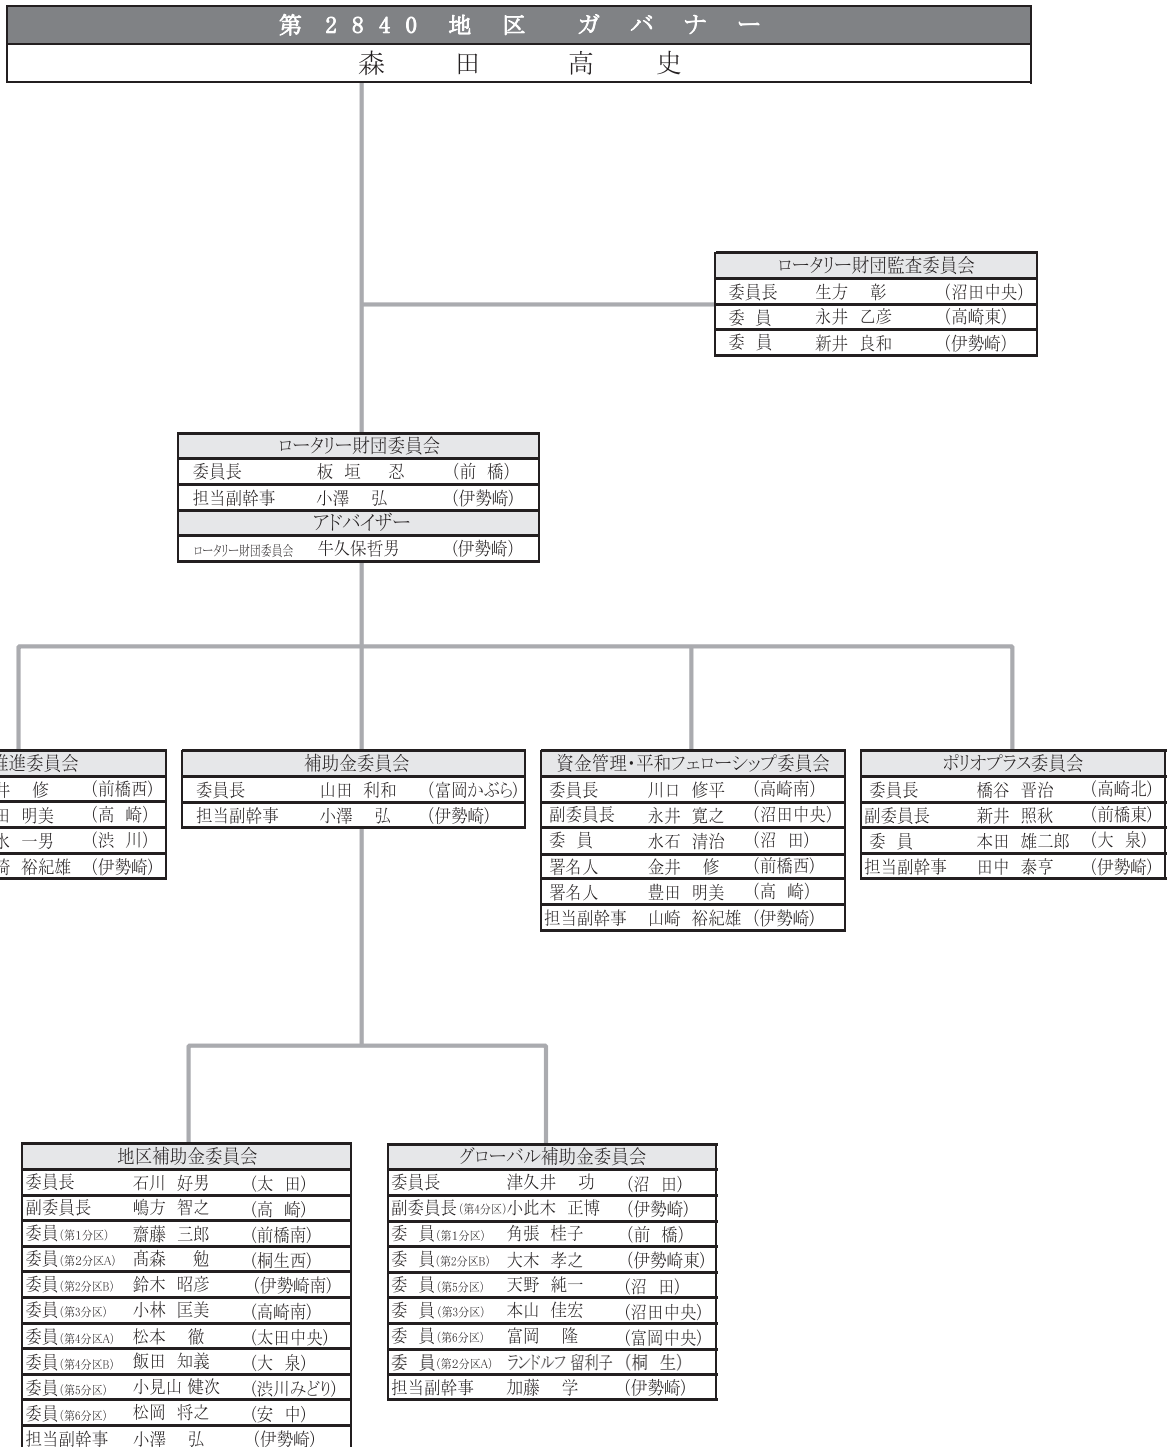 第2840地区 ガバナー
森田 高史
ロータリー財団監査委員会
委員長 生方 彰 (沼田中央)
委員 永井 乙彦 (高崎東)
委員 新井 良和 (伊勢崎)
ロータリー財団委員会
委員長 板垣 忍 (前橋)
担当副幹事 小澤 弘 (伊勢崎)
アドバイザー
ロータリー財団委員会 牛久保哲男 (伊勢崎)
進委員会
井 修 (前橋西)
田 明美 (高崎)
水 一男 (渋川)
崎 裕紀雄 (伊勢崎)
補助金委員会
委員長 山田 利和 (富岡かぶら)
担当副幹事 小澤 弘 (伊勢崎)
資金管理・平和フェローシップ委員会
委員長 川口 修平 (高崎南)
副委員長 永井 寛之 (沼田中央)
委員 水石 清治 (沼田)
署名人 金井 修 (前橋西)
署名人 豊田 明美 (高崎)
担当副幹事 山崎 裕紀雄 (伊勢崎)
ポリオプラス委員会
委員長 橋谷 晋治 (高崎北)
副委員長 新井 照秋 (前橋東)
委員 本田 雄二郎 (大泉)
担当副幹事 田中 泰亨 (伊勢崎)
地区補助金委員会
委員長 石川 好男 (太田)
副委員長 嶋方 智之 (高崎)
委員(第1分区) 齋藤 三郎 (前橋南)
委員(第2分区A) 髙森 勉 (桐生西)
委員(第2分区B) 鈴木 昭彦 (伊勢崎南)
委員(第3分区) 小林 匡美 (高崎南)
委員(第4分区A) 松本 徹 (太田中央)
委員(第4分区B) 飯田 知義 (大泉)
委員(第5分区) 小見山 健次 (渋川みどり)
委員(第6分区) 松岡 将之 (安中)
担当副幹事 小澤 弘 (伊勢崎)
グローバル補助金委員会
委員長 津久井 功 (沼田)
副委員長(第4分区) 小此木 正博 (伊勢崎)
委員(第1分区) 角張 桂子 (前橋)
委員(第2分区B) 大木 孝之 (伊勢崎東)
委員(第5分区) 天野 純一 (沼田)
委員(第3分区) 本山 佳宏 (沼田中央)
委員(第6分区) 富岡 隆 (富岡中央)
委員(第2分区A) ランドルフ 留利子 (桐生)
担当副幹事 加藤 学 (伊勢崎)